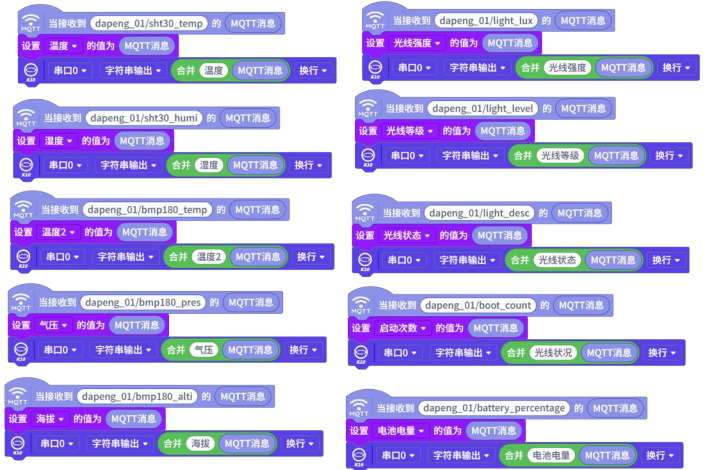 MQTT 当接收到 dapeng_01/sht30_temp 的 MQTT消息
设置 温度 的值为 MQTT消息
K10 串口0 字符串输出 合并 温度 MQTT消息 换行
MQTT 当接收到 dapeng_01/sht30_humi 的 MQTT消息
设置 湿度 的值为 MQTT消息
K10 串口0 字符串输出 合并 湿度 MQTT消息 换行
MQTT 当接收到 dapeng_01/bmp180_temp 的 MQTT消息
设置 温度2 的值为 MQTT消息
K10 串口0 字符串输出 合并 温度2 MQTT消息 换行
MQTT 当接收到 dapeng_01/bmp180_pres 的 MQTT消息
设置 气压 的值为 MQTT消息
K10 串口0 字符串输出 合并 气压 MQTT消息 换行
MQTT 当接收到 dapeng_01/bmp180_alti 的 MQTT消息
设置 海拔 的值为 MQTT消息
K10 串口0 字符串输出 合并 海拔 MQTT消息 换行
MQTT 当接收到 dapeng_01/light_lux 的 MQTT消息
设置 光线强度 的值为 MQTT消息
K10 串口0 字符串输出 合并 光线强度 MQTT消息 换行
MQTT 当接收到 dapeng_01/light_level 的 MQTT消息
设置 光线等级 的值为 MQTT消息
K10 串口0 字符串输出 合并 光线等级 MQTT消息 换行
MQTT 当接收到 dapeng_01/light_desc 的 MQTT消息
设置 光线状态 的值为 MQTT消息
K10 串口0 字符串输出 合并 光线状态 MQTT消息 换行
MQTT 当接收到 dapeng_01/boot_count 的 MQTT消息
设置 启动次数 的值为 MQTT消息
K10 串口0 字符串输出 合并 光线状况 MQTT消息 换行
MQTT 当接收到 dapeng_01/battery_percentage 的 MQTT消息
设置 电池电量 的值为 MQTT消息
K10 串口0 字符串输出 合并 电池电量 MQTT消息 换行